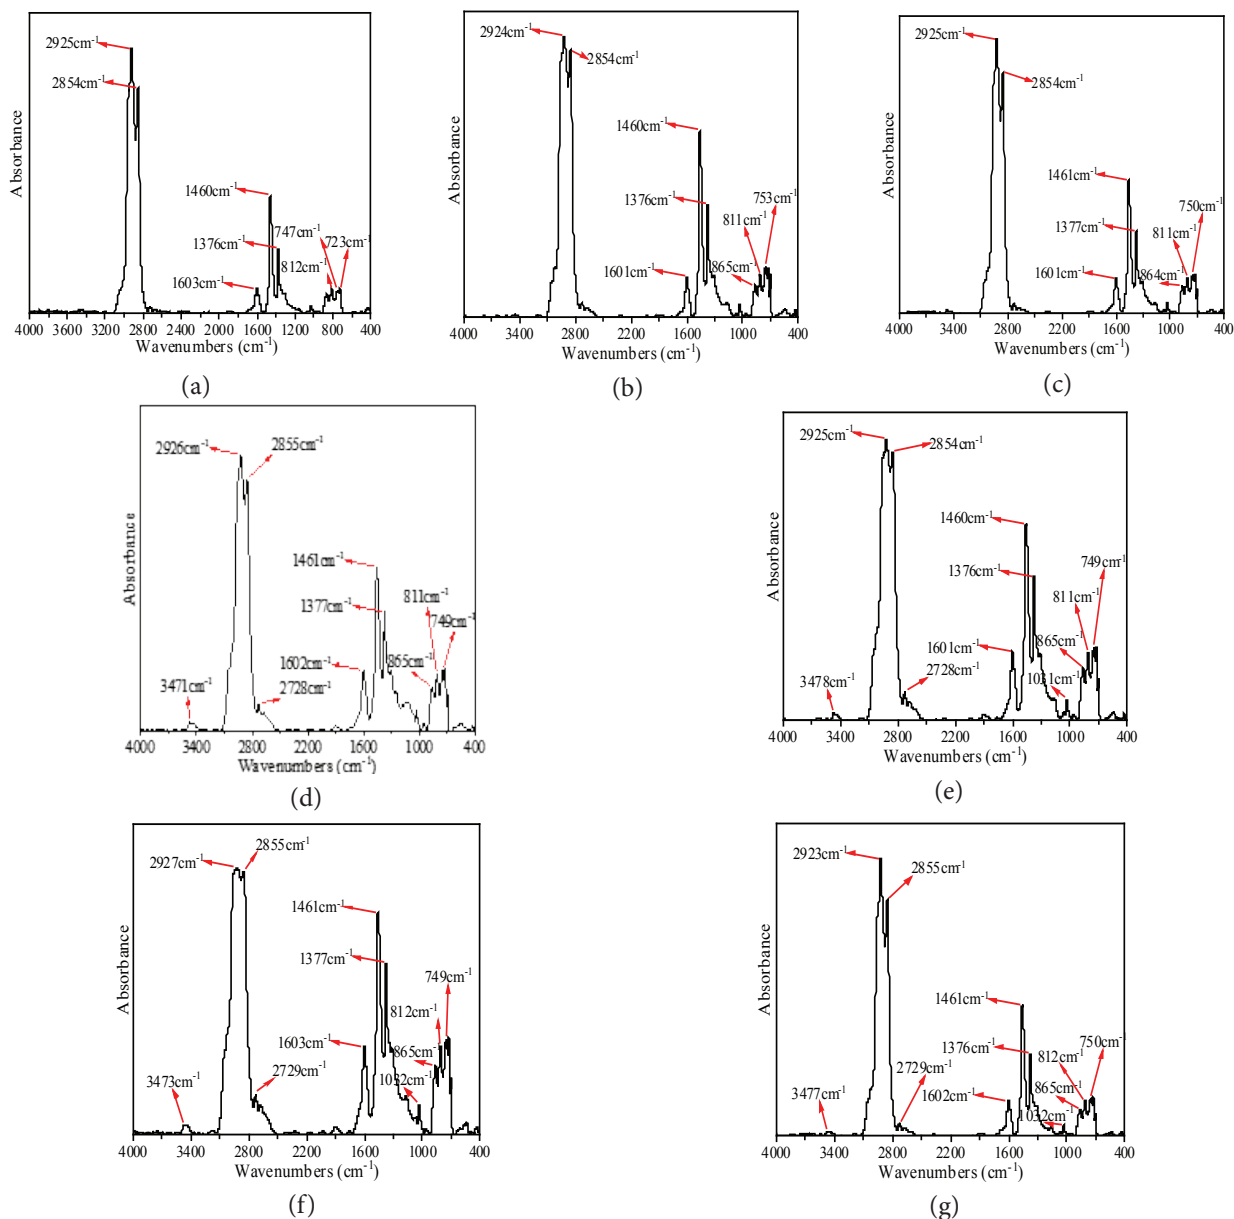 2925cm-1
2854cm-1
1460cm-1
1376cm-1
747cm-1
723cm-1
812cm-1
1603cm-1
Absorbance
4000 3400 2800 2200 1600 1000 400
Wavenumbers (cm-1)
(a)
2924cm-1
2854cm-1
1460cm-1
1376cm-1
753cm-1
811cm-1
1601cm-1
865cm-1
Absorbance
4000 3400 2800 2200 1600 1000 400
Wavenumbers (cm-1)
(b)
2925cm-1
2854cm-1
1461cm-1
1377cm-1
750cm-1
811cm-1
1601cm-1
864cm-1
Absorbance
4000 3400 2800 2200 1600 1000 400
Wavenumbers (cm-1)
(c)
2926cm-1
2855cm-1
1461cm-1
1377cm-1
811cm-1
749cm-1
1602cm-1
865cm-1
3471cm-1
2728cm-1
Absorbance
4000 3400 2800 2200 1600 1000 400
Wavenumbers (cm-1)
(d)
2925cm-1
2854cm-1
1460cm-1
1376cm-1
749cm-1
811cm-1
1601cm-1
865cm-1
3478cm-1
2728cm-1
1031cm-1
Absorbance
4000 3400 2800 2200 1600 1000 400
Wavenumbers (cm-1)
(e)
2927cm-1
2855cm-1
1461cm-1
1377cm-1
749cm-1
812cm-1
1603cm-1
865cm-1
3473cm-1
2729cm-1
1032cm-1
Absorbance
4000 3400 2800 2200 1600 1000 400
Wavenumbers (cm-1)
(f)
2923cm-1
2855cm-1
1461cm-1
1376cm-1
812cm-1
750cm-1
2729cm-1
1602cm-1
865cm-1
3477cm-1
1032cm-1
Absorbance
4000 3400 2800 2200 1600 1000 400
Wavenumbers (cm-1)
(g)